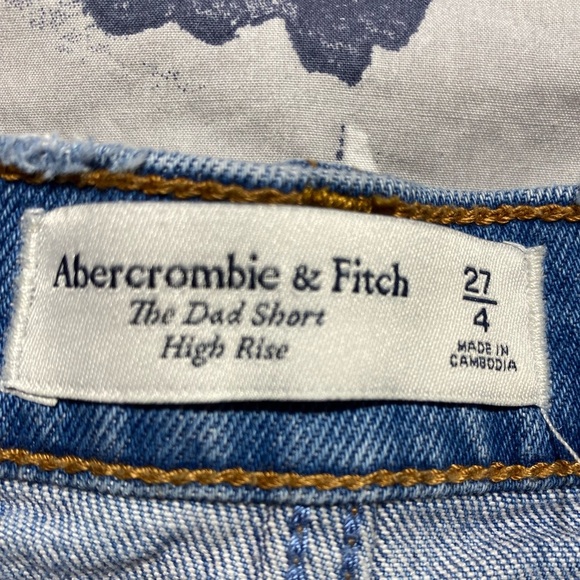 Abercrombie & Fitch
The Dad Short
High Rise
27
4
MADE IN
CAMBODIA